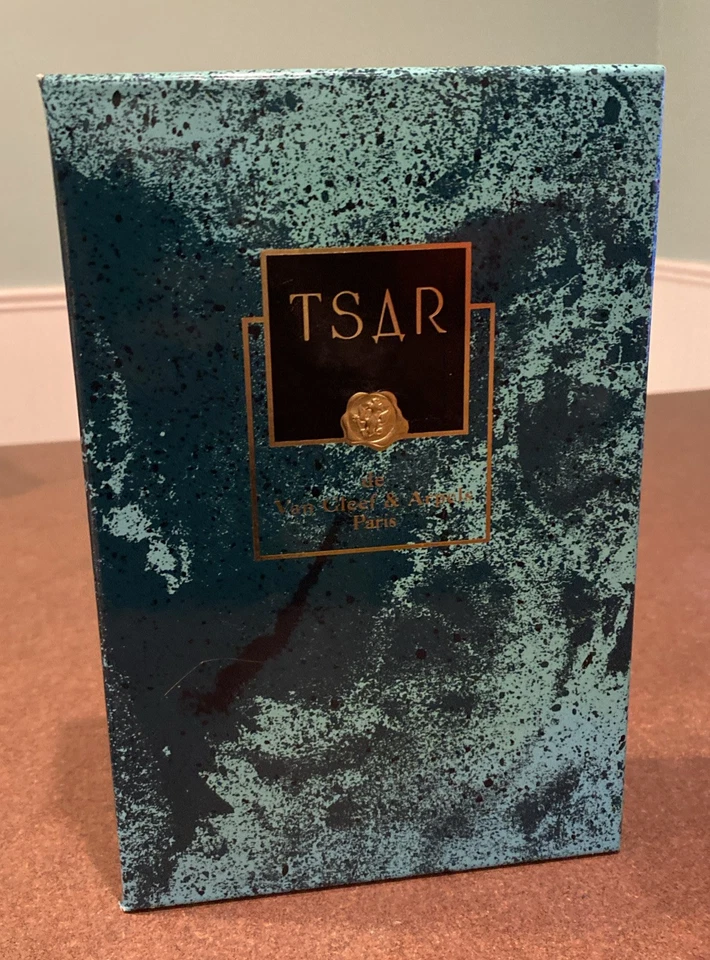 TSAR
de
Van Cleef & Arpels
Paris